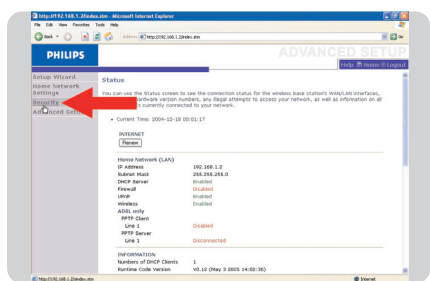 http://192.168.1.2/index.stm - Microsoft Internet Explorer
File Edit View Favorites Tools Help
Back
Address http://192.168.1.2/index.stm
Go
PHILIPS
ADVANCED SETUP
Help Home Logout
Setup Wizard
Home Network Settings
Security
Advanced
Status
You can use the Status screen to see the connection status for the wireless base station's WAN/LAN interfaces,
hardware version numbers, any illegal attempts to access your network, as well as information on all
currently connected to your network.
• Current Time: 2004-12-18 00:01:17
INTERNET
Renew
Home Network (LAN)
IP Address 192.168.1.2
Subnet Mask 255.255.255.0
DHCP Server Enabled
Firewall Disabled
UPnP Enabled
Wireless Enabled
ADSL only
PPTP Client
Line 1 Disabled
PPTP Server
Line 1 Disconnected
INFORMATION
Numbers of DHCP Clients 1
Runtime Code Version V0.12 (May 3 2005 14:02:36)
http://192.168.1.2/index.stm
Internet